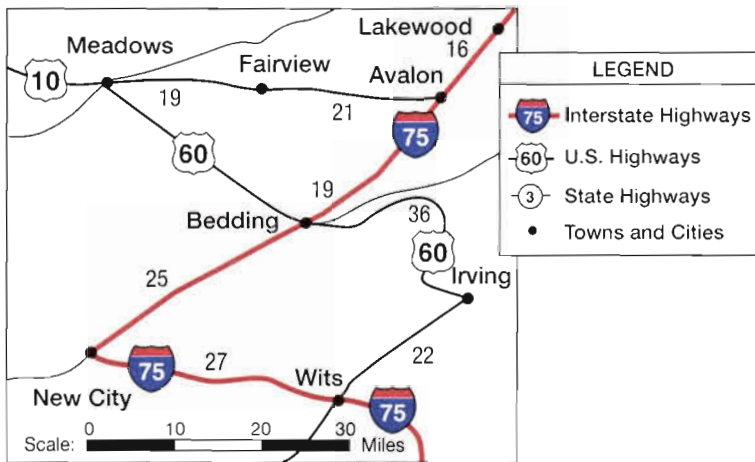 Meadows
Lakewood
16
10
Fairview
Avalon
19
21
75
60
19
Bedding
36
60
Irving
25
22
75
27
Wits
New City
75
Scale: 0 10 20 30 Miles
LEGEND
75 Interstate Highways
60 U.S. Highways
3 State Highways
Towns and Cities